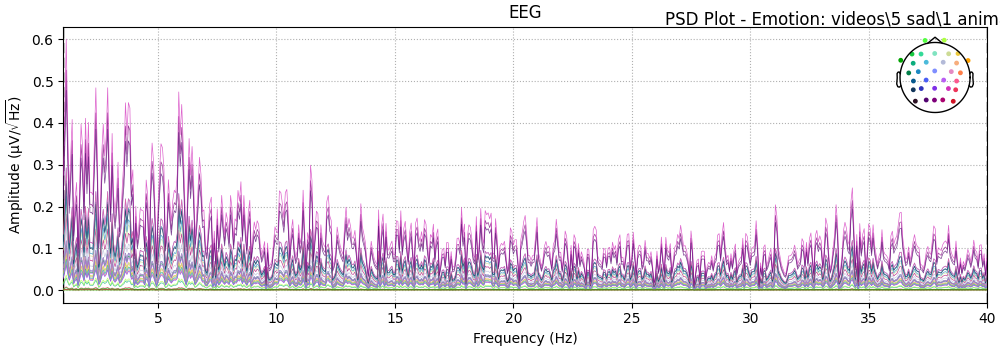 EEG
PSD Plot - Emotion: videos\5 sad\1 anim
Amplitude (µV/√Hz)
0.6
0.5
0.4
0.3
0.2
0.1
0.0
5 10 15 20 25 30 35 40
Frequency (Hz)